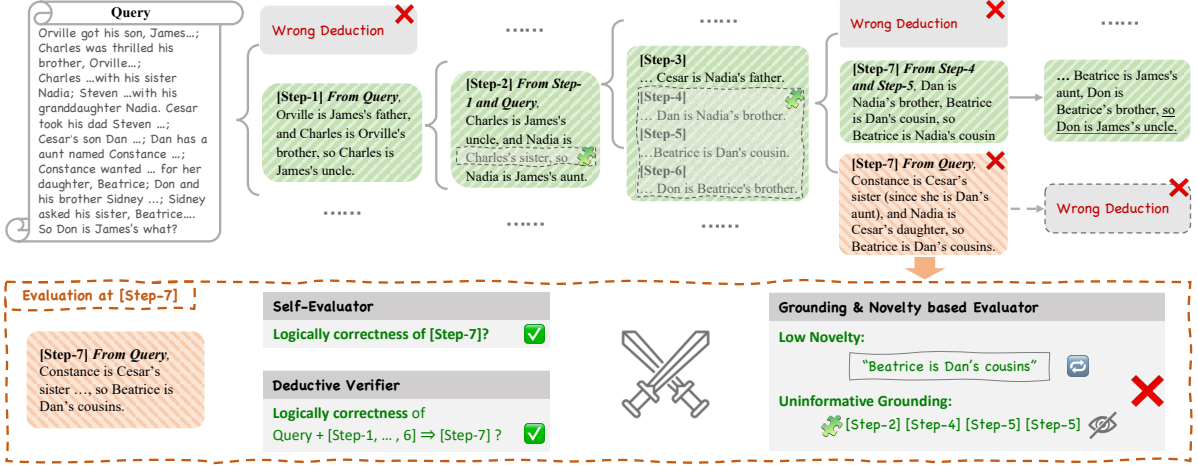 Query
Orville got his son, James...;
Charles was thrilled his
brother, Orville...;
Charles ...with his sister
Nadia; Steven ...with his
granddaughter Nadia. Cesar
took his dad Steven ...;
Cesar's son Dan ...; Dan has a
aunt named Constance ...;
Constance wanted ... for her
daughter, Beatrice; Don and
his brother Sidney ...; Sidney
asked his sister, Beatrice....
So Don is James's what?
Wrong Deduction
[Step-1] From Query,
Orville is James's father,
and Charles is Orville's
brother, so Charles is
James's uncle.
......
......
[Step-2] From Step-
1 and Query,
Charles is James's
uncle, and Nadia is
Charles's sister, so
Nadia is James's aunt.
......
......
[Step-3]
... Cesar is Nadia's father.
[Step-4]
... Dan is Nadia's brother.
[Step-5]
...Beatrice is Dan's cousin.
[Step-6]
... Don is Beatrice's brother.
......
Wrong Deduction
[Step-7] From Step-4
and Step-5, Dan is
Nadia's brother, Beatrice
is Dan's cousin, so
Beatrice is Nadia's cousin
[Step-7] From Query,
Constance is Cesar's
sister (since she is Dan's
aunt), and Nadia is
Cesar's daughter, so
Beatrice is Dan's cousins.
......
... Beatrice is James's
aunt, Don is
Beatrice's brother, so
Don is James's uncle.
Wrong Deduction
Evaluation at [Step-7]
[Step-7] From Query,
Constance is Cesar's
sister ..., so Beatrice is
Dan's cousins.
Self-Evaluator
Logically correctness of [Step-7]?
Deductive Verifier
Logically correctness of
Query + [Step-1, ... , 6] ⇒ [Step-7] ?
Grounding & Novelty based Evaluator
Low Novelty:
"Beatrice is Dan's cousins"
Uninformative Grounding:
[Step-2] [Step-4] [Step-5] [Step-5]